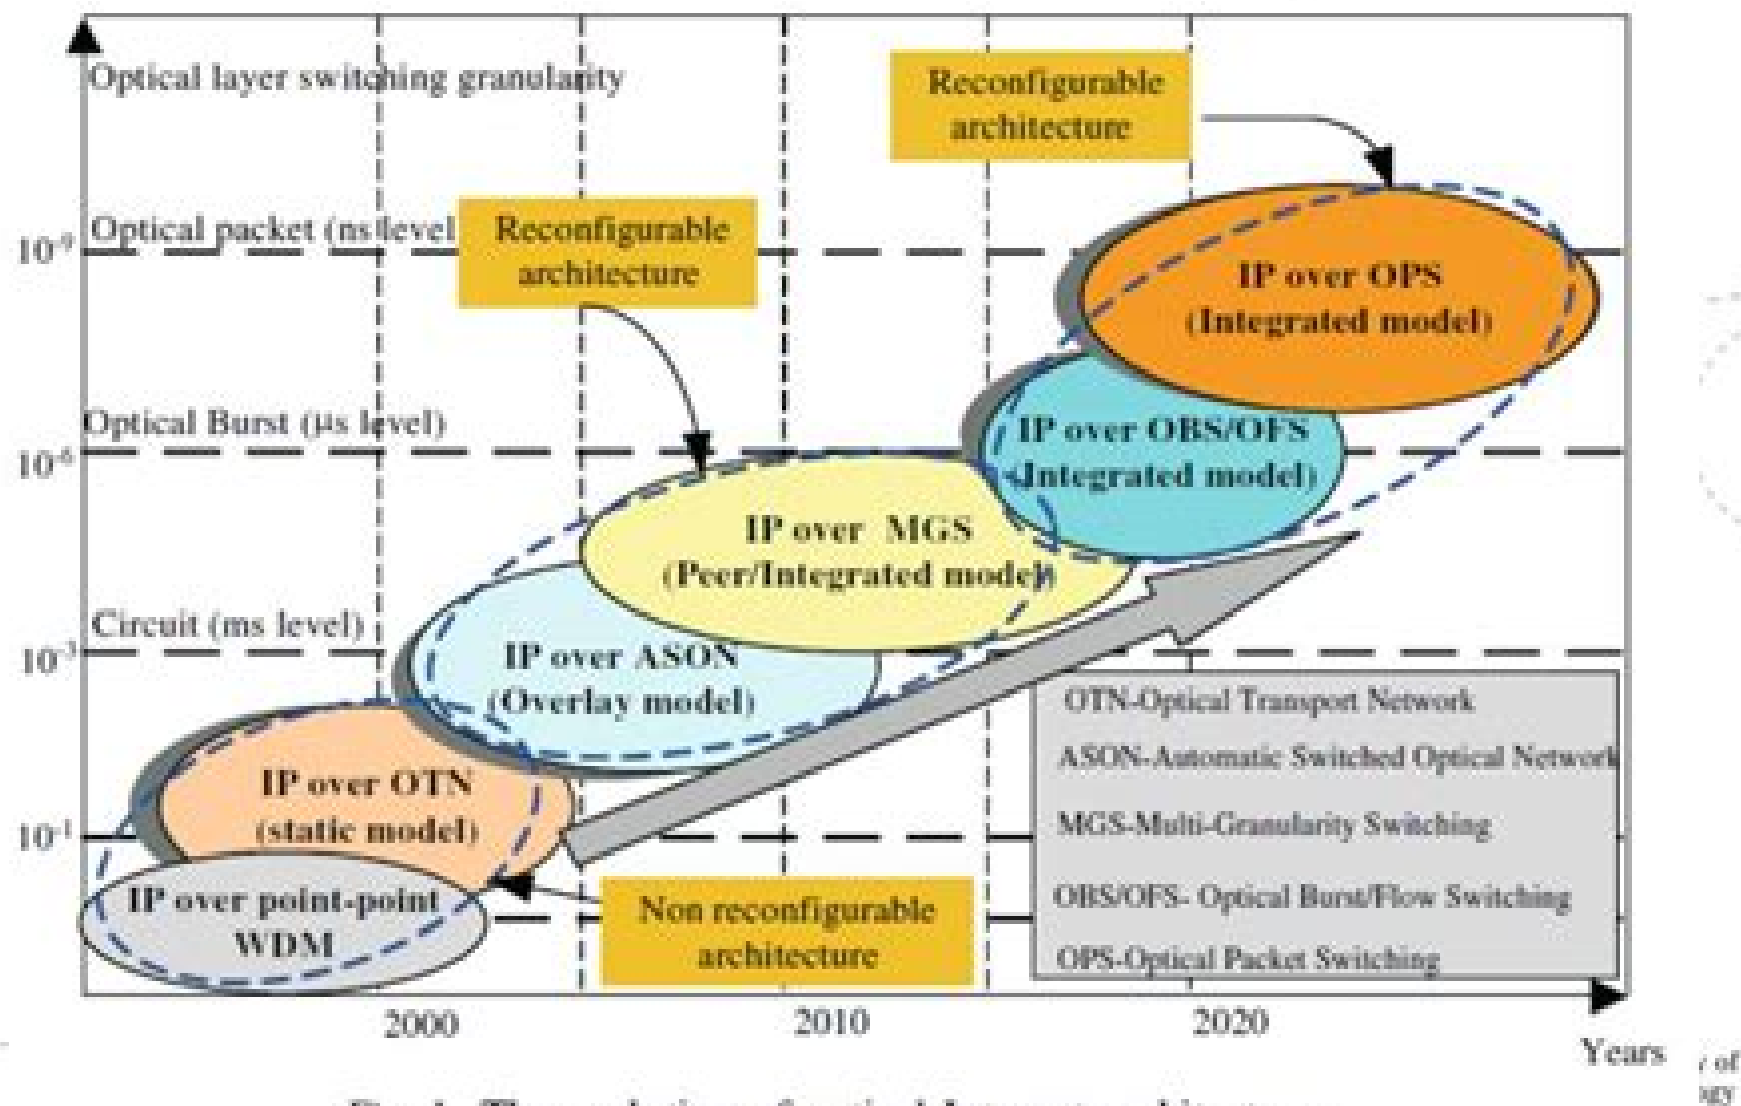 Optical layer switching granularity
Reconfigurable
architecture
10-9
Optical packet (ns level
Reconfigurable
architecture
IP over OPS
(Integrated model)
Optical Burst (μs level)
10-6
IP over OBS/OFS
Integrated model)
IP over MGS
(Peer/Integrated model)
Circuit (ms level)
10-3
IP over ASON
(Overlay model)
OTN-Optical Transport Network
ASON-Automatic Switched Optical Network
MGS-Multi-Granularity Switching
OBS/OFS- Optical Burst/Flow Switching
OPS-Optical Packet Switching
IP over OTN
(static model)
10-1
IP over point-point
WDM
Non reconfigurable
architecture
2000
2010
2020
Years
of